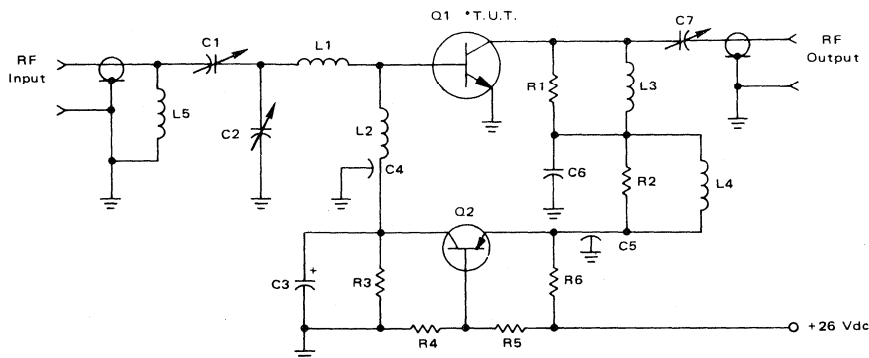 Q1 *T.U.T.
C7
C1
RF
Input
L1
RF
Output
R1
L3
L5
C2
L2
C4
C6
R2
L4
Q2
C5
C3
+
R3
R6
R4
R5
+26 Vdc